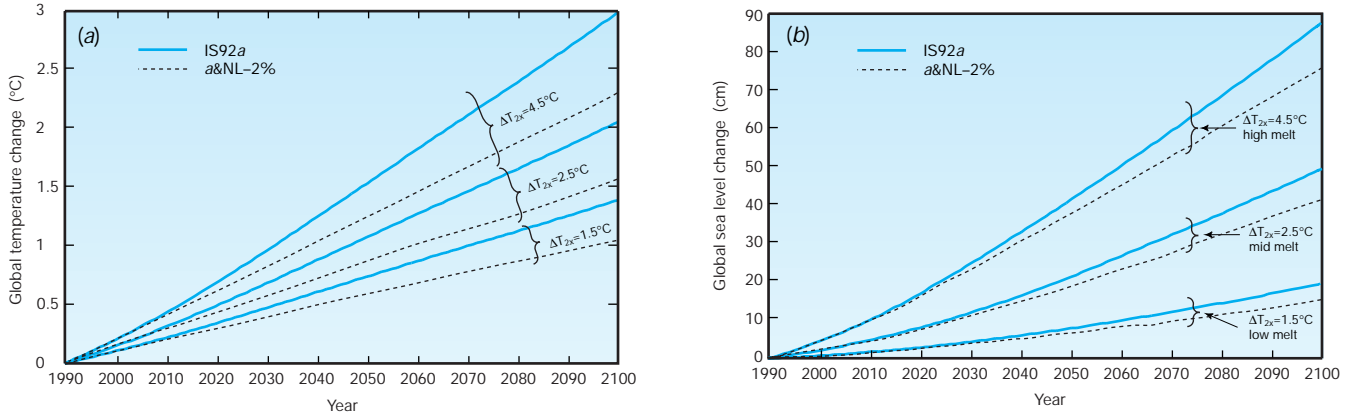 (a)
IS92a
a&NL–2%
Global temperature change (°C)
3
2.5
2
1.5
1
0.5
0
ΔT2x=4.5°C
ΔT2x=2.5°C
ΔT2x=1.5°C
1990 2000 2010 2020 2030 2040 2050 2060 2070 2080 2090 2100
Year
(b)
IS92a
a&NL–2%
Global sea level change (cm)
90
80
70
60
50
40
30
20
10
0
ΔT2x=4.5°C
high melt
ΔT2x=2.5°C
mid melt
ΔT2x=1.5°C
low melt
1990 2000 2010 2020 2030 2040 2050 2060 2070 2080 2090 2100
Year